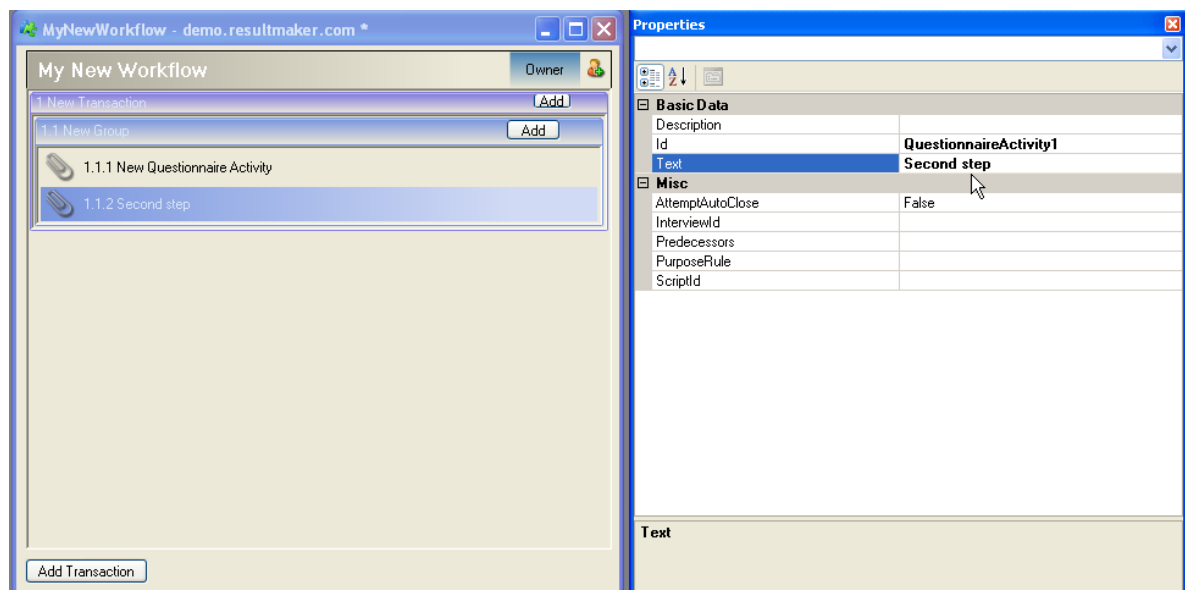 MyNewWorkflow - demo.resultmaker.com *
My New Workflow
Owner
1 New Transaction
Add
1.1 New Group
Add
1.1.1 New Questionnaire Activity
1.1.2 Second step
Add Transaction
Properties
Basic Data
Description
Id QuestionnaireActivity1
Text Second step
Misc
AttemptAutoClose False
InterviewId
Predecessors
PurposeRule
ScriptId
Text